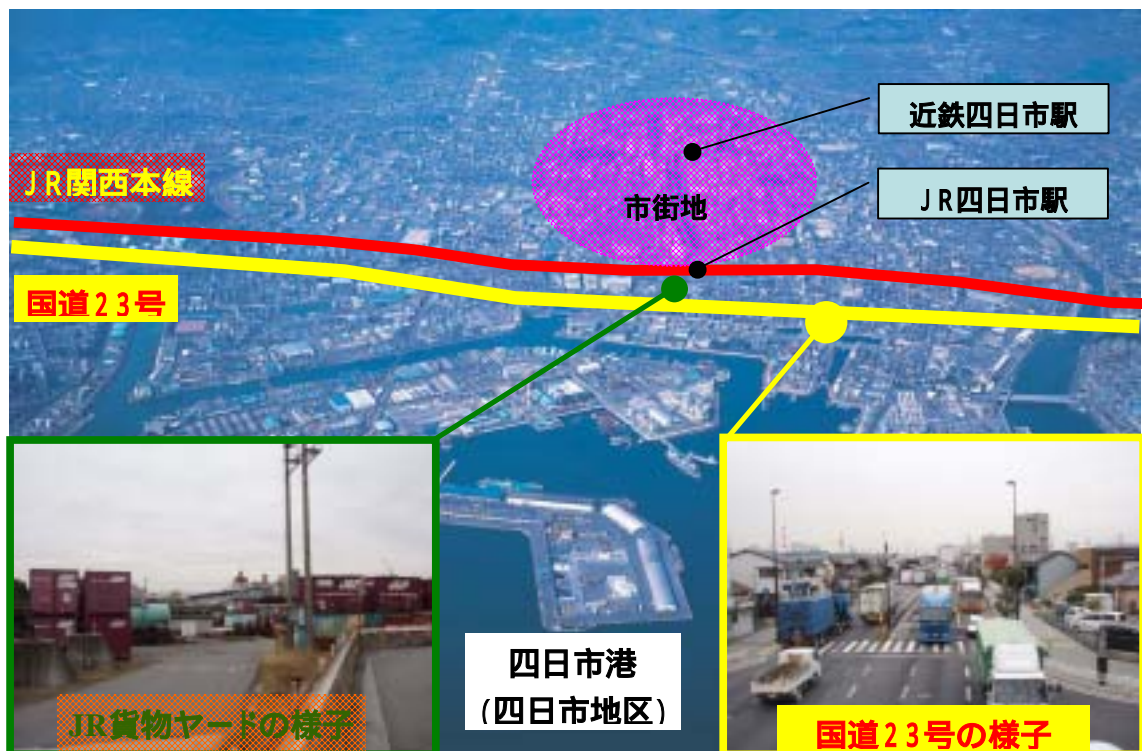 近鉄四日市駅
JR関西本線
JR四日市駅
市街地
国道23号
四日市港
(四日市地区)
JR貨物ヤードの様子
国道23号の様子